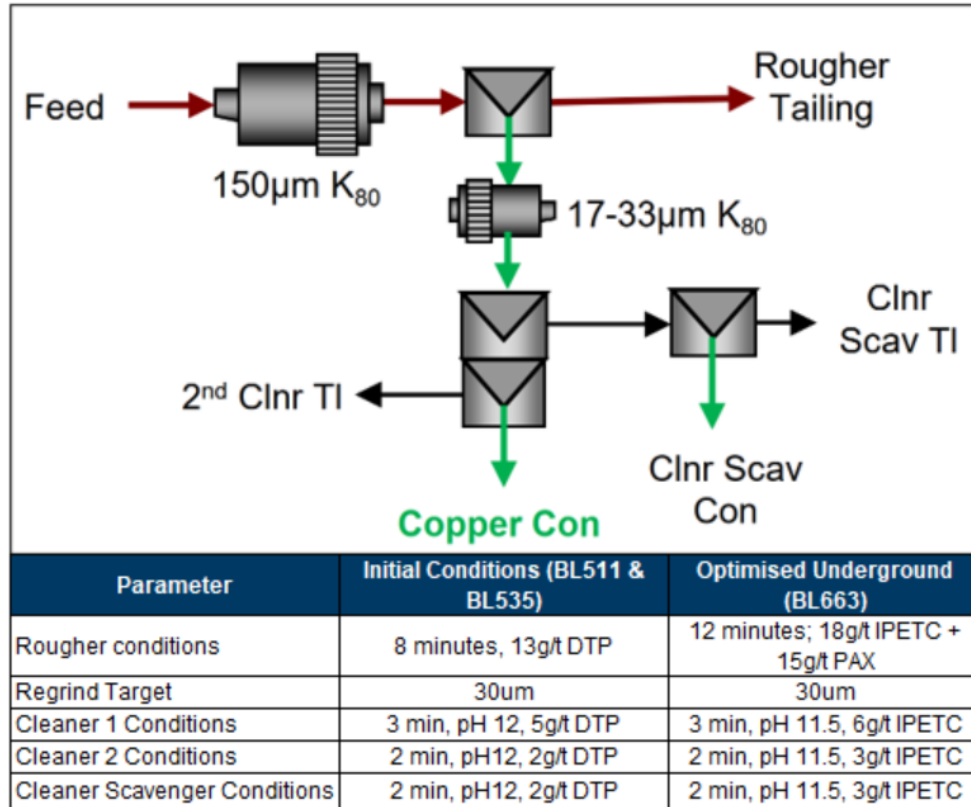 Feed
Rougher
Tailing
150µm K80
17-33µm K80
Clnr
Scav Tl
2nd Clnr Tl
Clnr Scav
Con
Copper Con
Parameter
Initial Conditions (BL511 &
BL535)
Optimised Underground
(BL663)
Rougher conditions
8 minutes, 13g/t DTP
12 minutes; 18g/t IPETC +
15g/t PAX
Regrind Target
30um
30um
Cleaner 1 Conditions
3 min, pH 12, 5g/t DTP
3 min, pH 11.5, 6g/t IPETC
Cleaner 2 Conditions
2 min, pH12, 2g/t DTP
2 min, pH 11.5, 3g/t IPETC
Cleaner Scavenger Conditions
2 min, pH12, 2g/t DTP
2 min, pH 11.5, 3g/t IPETC